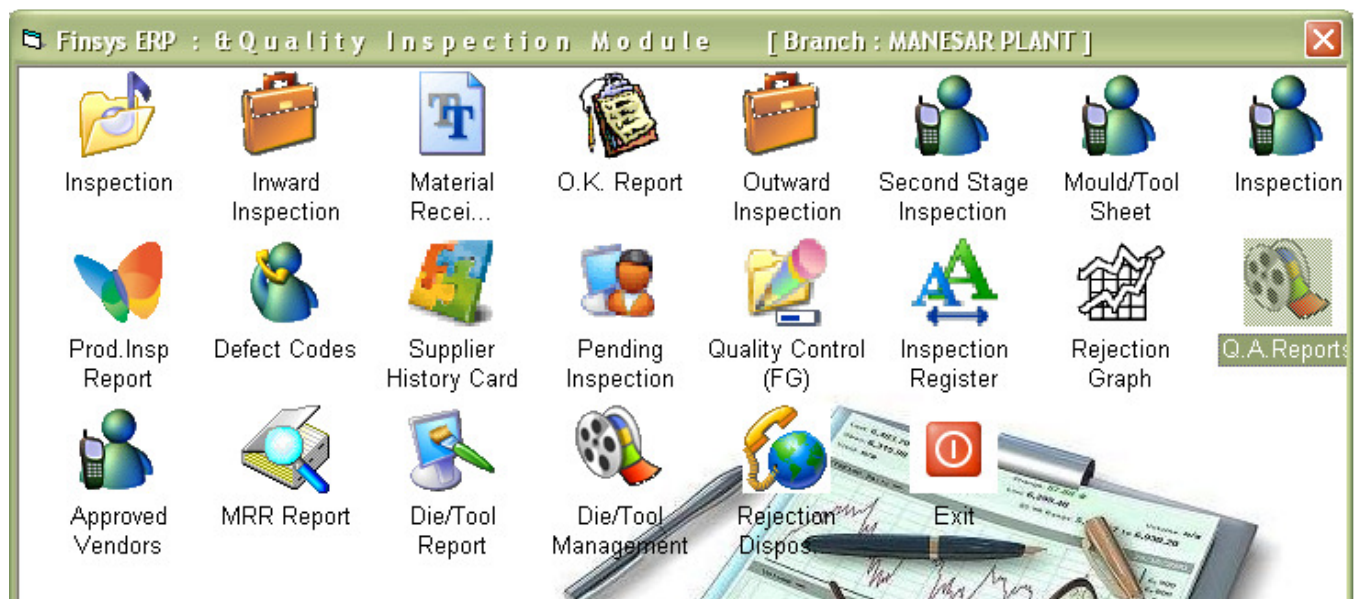 Finsys ERP : &Quality Inspection Module [ Branch : MANESAR PLANT ]
Inspection
Inward
Inspection
Material
Recei...
O.K. Report
Outward
Inspection
Second Stage
Inspection
Mould/Tool
Sheet
Inspection
Prod.Insp
Report
Defect Codes
Supplier
History Card
Pending
Inspection
Quality Control
(FG)
Inspection
Register
Rejection
Graph
Q.A.Reports
Approved
Vendors
MRR Report
Die/Tool
Report
Die/Tool
Management
Rejection
Dispos...
Exit